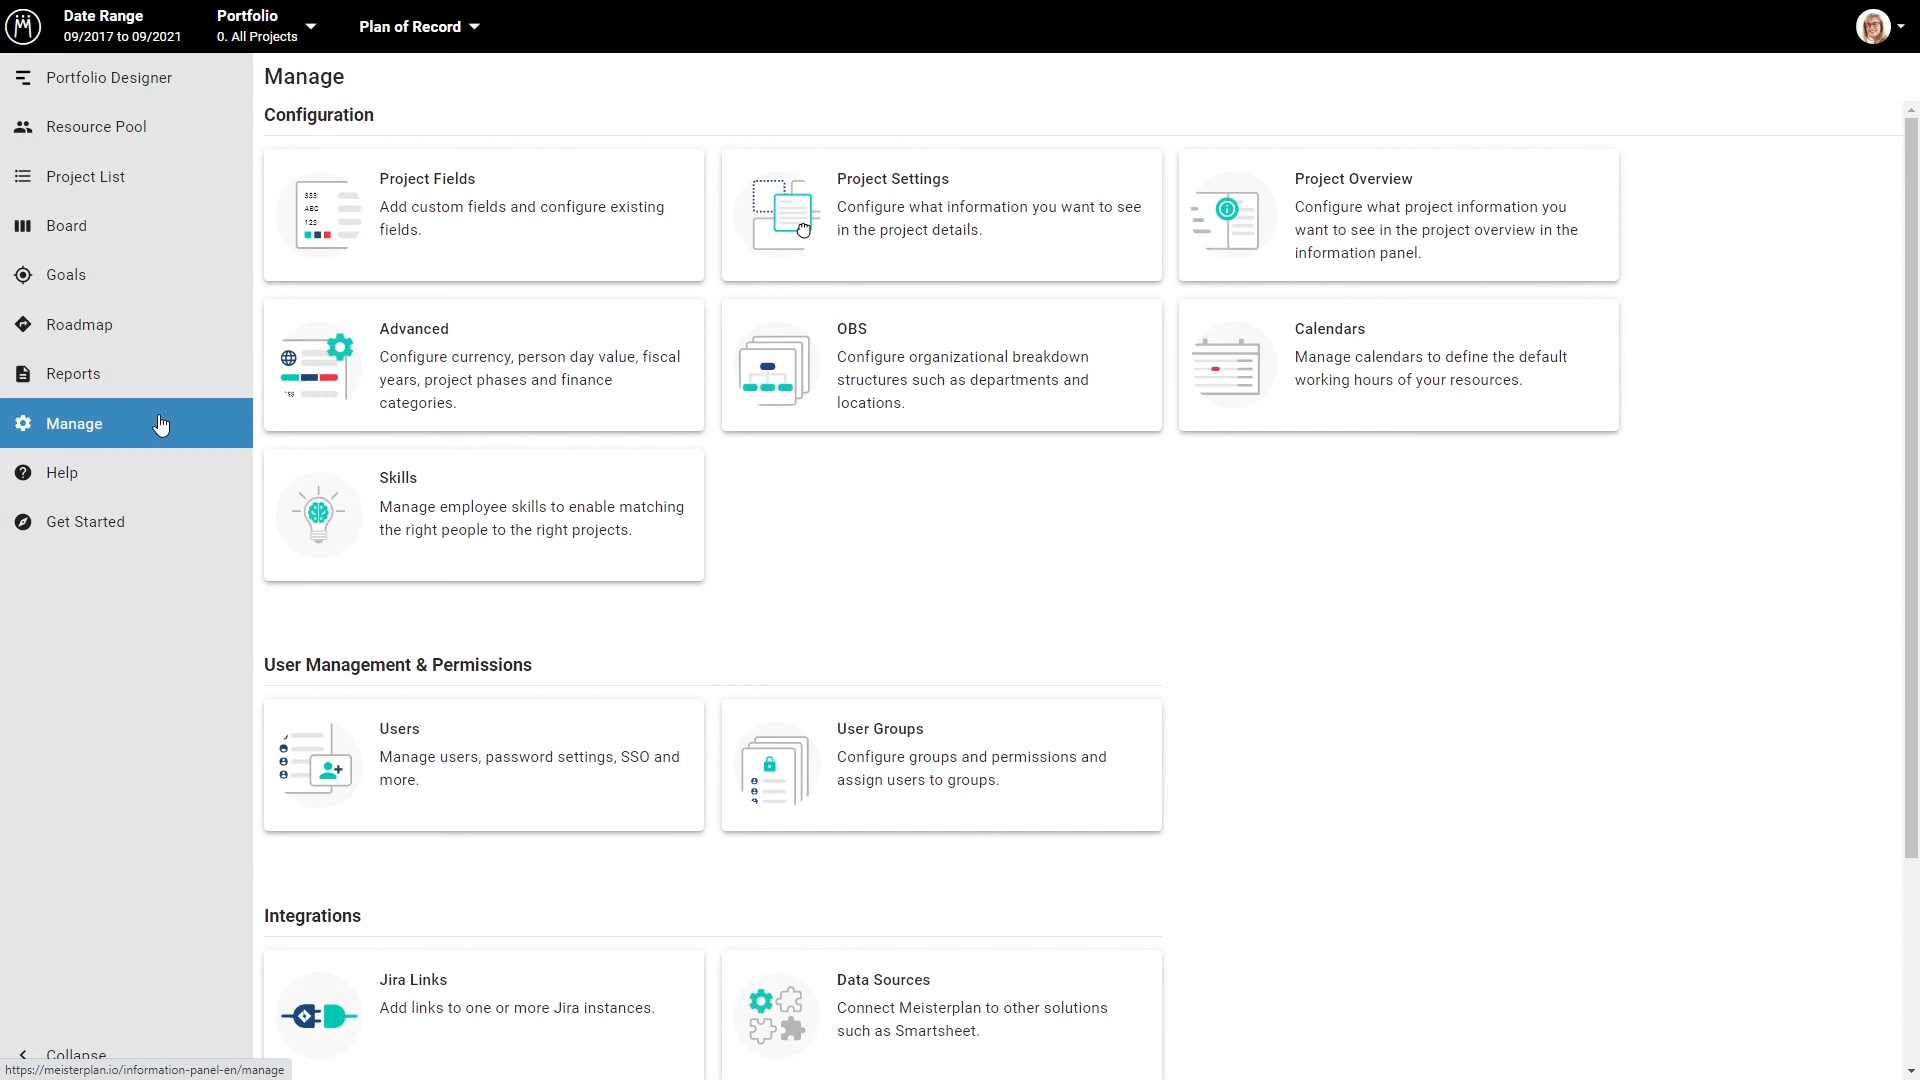 Date Range
09/2017 to 09/2021
Portfolio
0. All Projects
Plan of Record
Portfolio Designer
Resource Pool
Project List
Board
Goals
Roadmap
Reports
Manage
Help
Get Started
Collapse
https://meisterplan.io/information-panel-en/manage
Manage
Configuration
Project Fields
Add custom fields and configure existing
fields.
$$$
ABC
123
Project Settings
Configure what information you want to see
in the project details.
Project Overview
Configure what project information you
want to see in the project overview in the
information panel.
Advanced
Configure currency, person day value, fiscal
years, project phases and finance
categories.
OBS
Configure organizational breakdown
structures such as departments and
locations.
Calendars
Manage calendars to define the default
working hours of your resources.
Skills
Manage employee skills to enable matching
the right people to the right projects.
User Management & Permissions
Users
Manage users, password settings, SSO and
more.
User Groups
Configure groups and permissions and
assign users to groups.
Integrations
Jira Links
Add links to one or more Jira instances.
Data Sources
Connect Meisterplan to other solutions
such as Smartsheet.